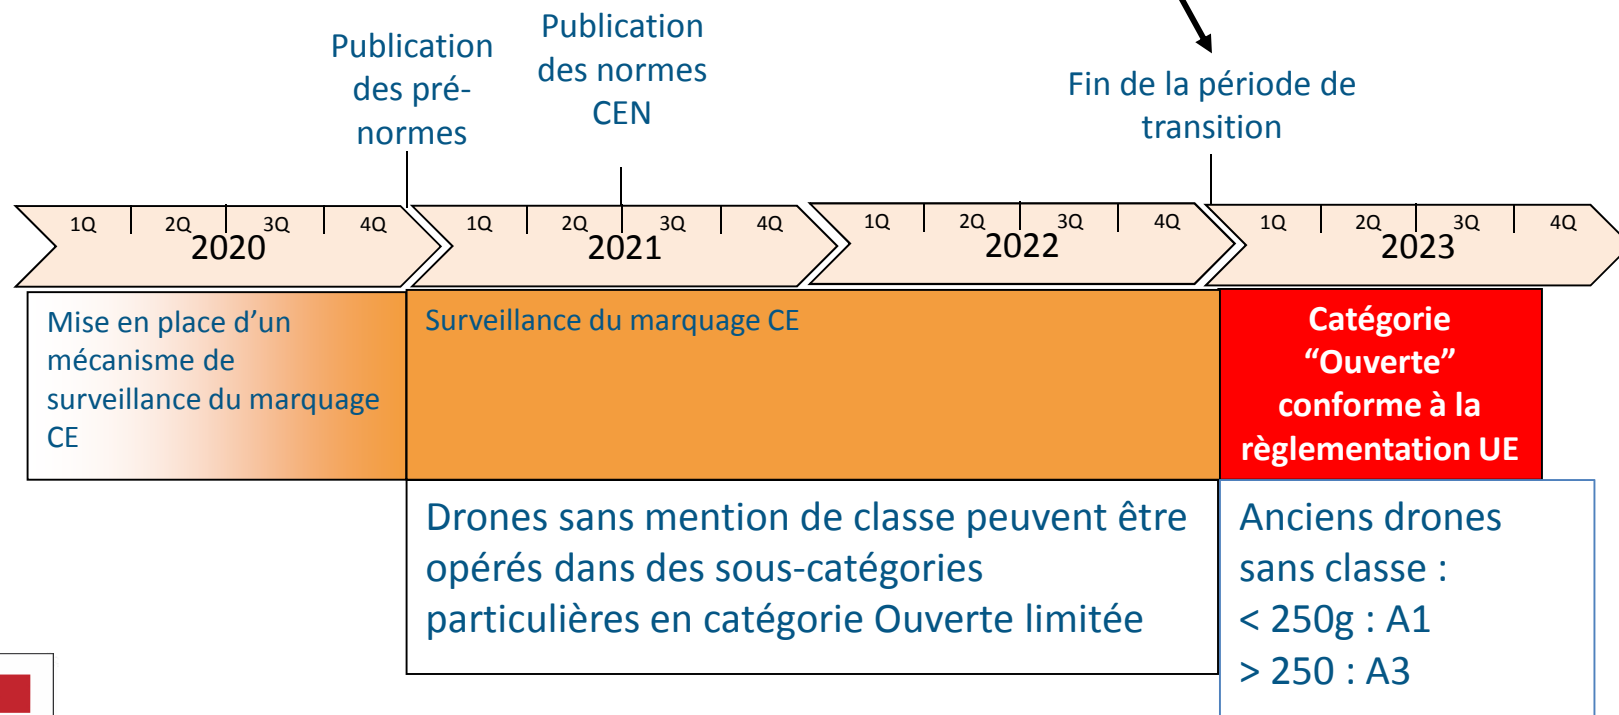 Publication
des pré-
normes
Publication
des normes
CEN
Fin de la période de
transition
1Q 2Q 3Q 4Q
2020
1Q 2Q 3Q 4Q
2021
1Q 2Q 3Q 4Q
2022
1Q 2Q 3Q 4Q
2023
Mise en place d’un
mécanisme de
surveillance du marquage
CE
Surveillance du marquage CE
Catégorie
“Ouverte”
conforme à la
règlementation UE
Drones sans mention de classe peuvent être
opérés dans des sous-catégories
particulières en catégorie Ouverte limitée
Anciens drones
sans classe :
< 250g : A1
> 250 : A3